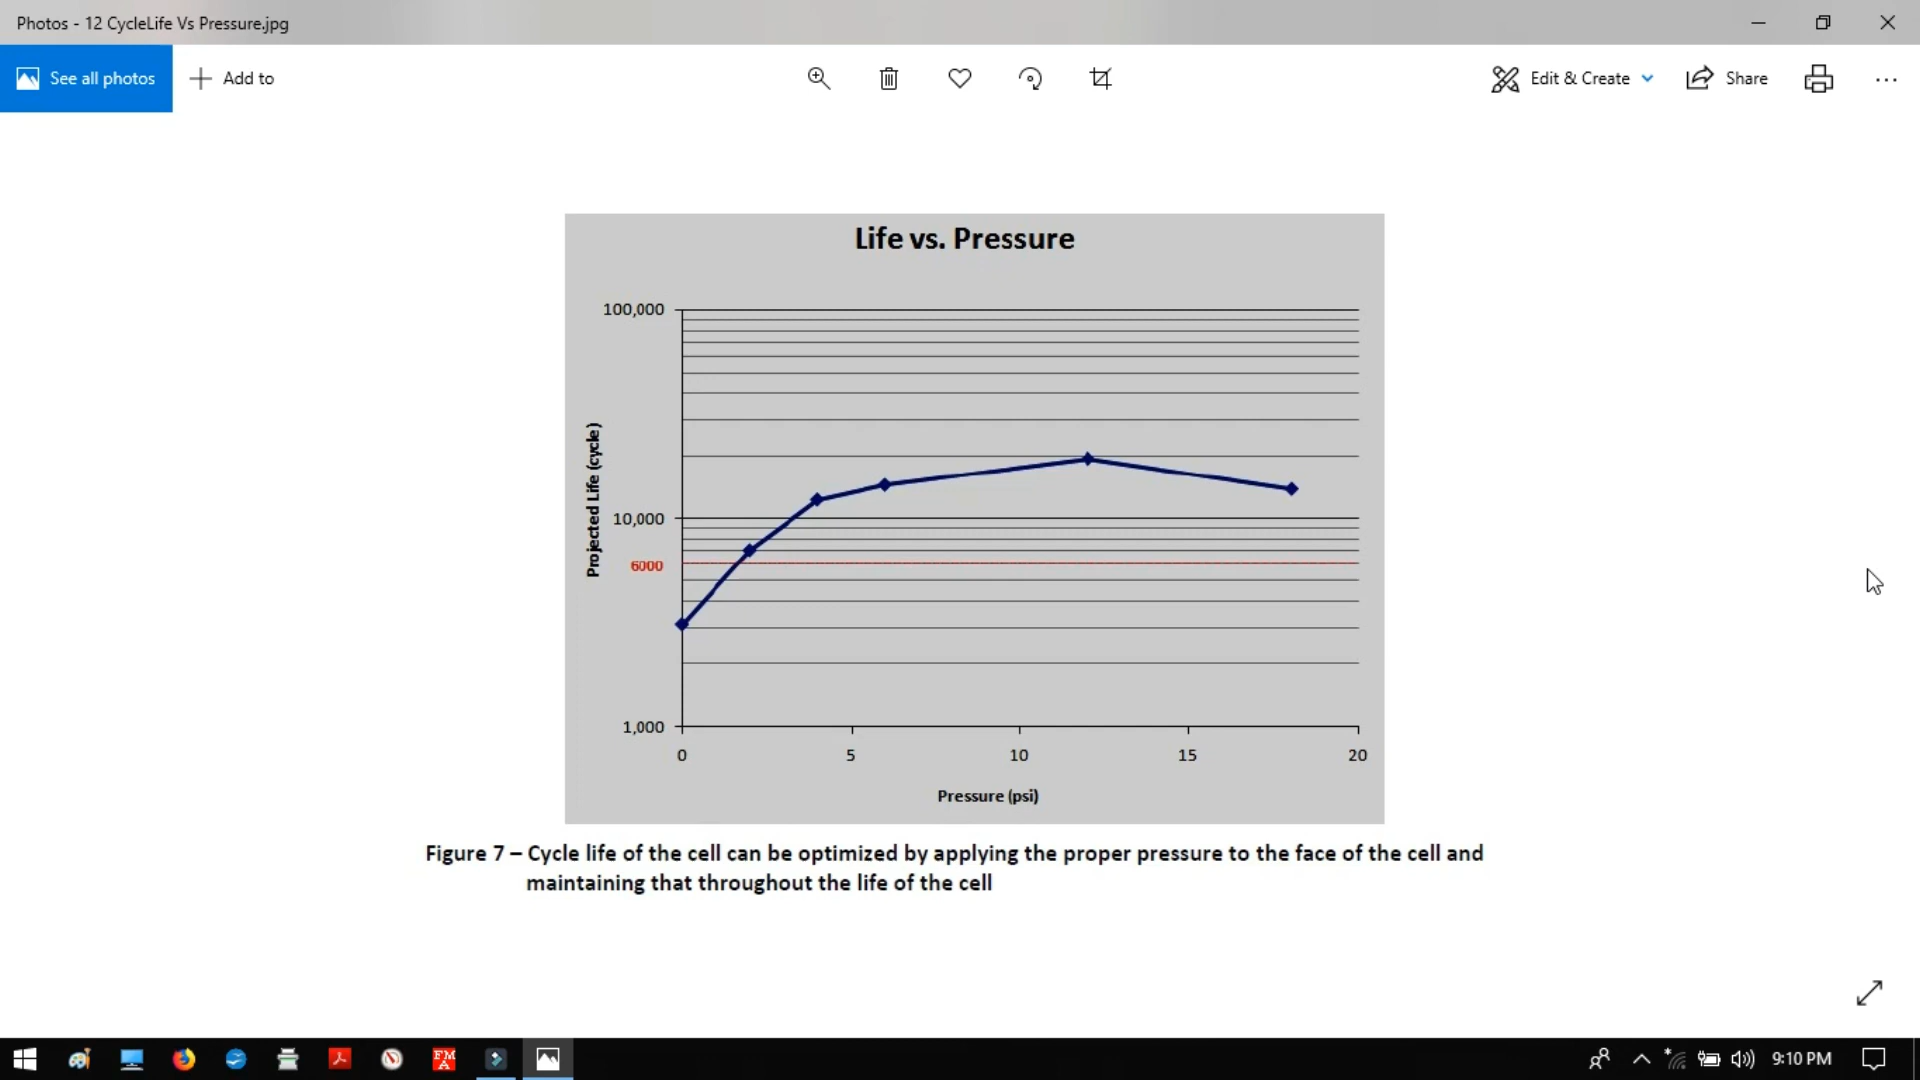 Photos - 12 CycleLife Vs Pressure.jpg
See all photos
Add to
Edit & Create
Share
Life vs. Pressure
100,000
10,000
6000
1,000
Projected Life (cycle)
0 5 10 15 20
Pressure (psi)
Figure 7 – Cycle life of the cell can be optimized by applying the proper pressure to the face of the cell and
maintaining that throughout the life of the cell
FM
A
9:10 PM